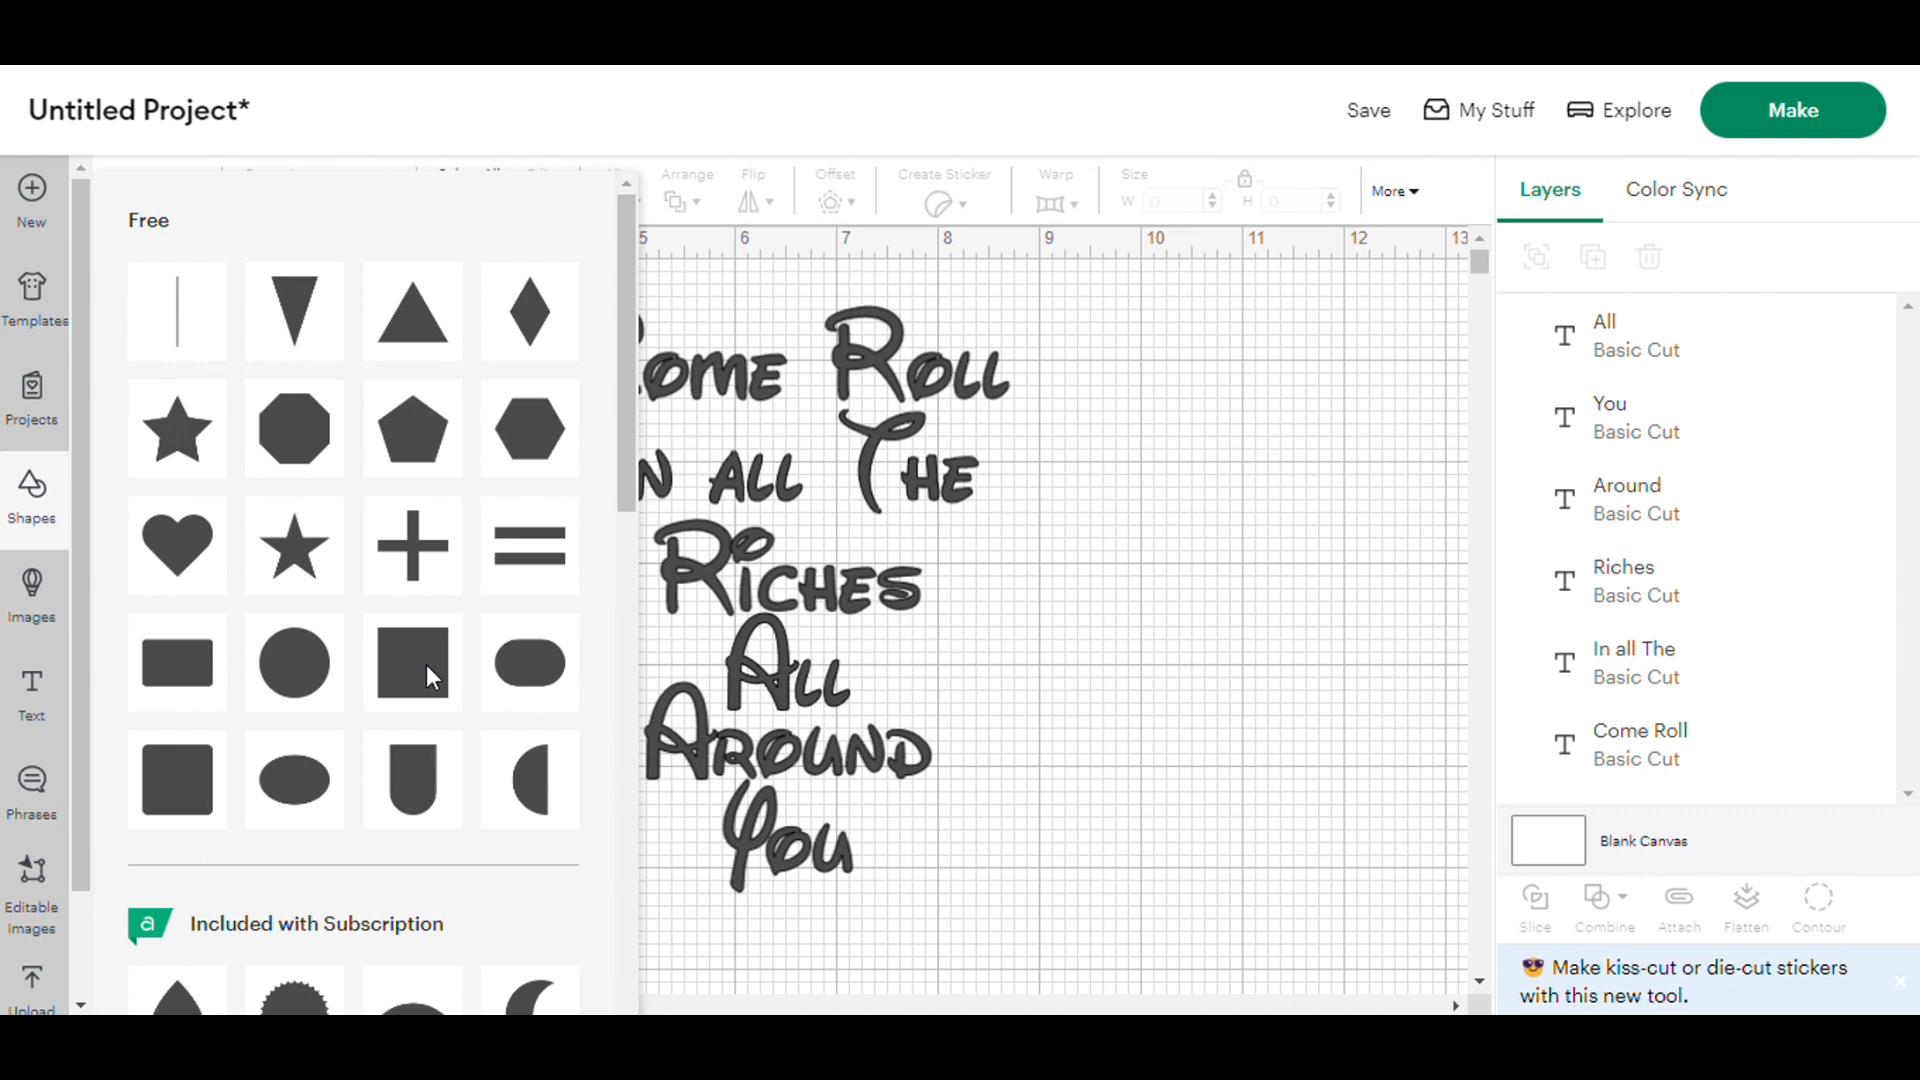 Untitled Project*
Save
My Stuff
Explore
Make
New
Templates
Projects
Shapes
Images
Text
Phrases
Editable
Images
Upload
Free
Included with Subscription
Arrange
Flip
Offset
Create Sticker
Warp
Size
W 0
H 0
More
5 6 7 8 9 10 11 12 13
ome Roll
n all The
Riches
All
Around
You
Layers
Color Sync
All
Basic Cut
You
Basic Cut
Around
Basic Cut
Riches
Basic Cut
In all The
Basic Cut
Come Roll
Basic Cut
Blank Canvas
Slice
Combine
Attach
Flatten
Contour
😎 Make kiss-cut or die-cut stickers
with this new tool.